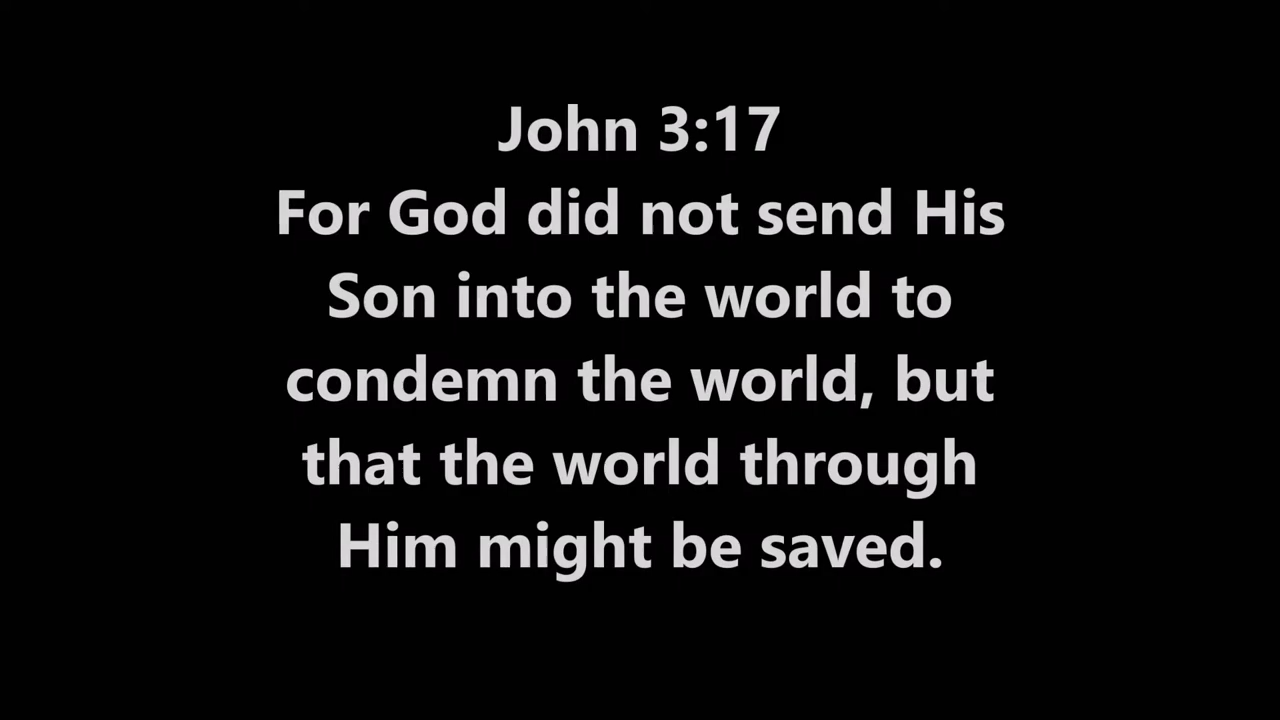 John 3:17
For God did not send His
Son into the world to
condemn the world, but
that the world through
Him might be saved.